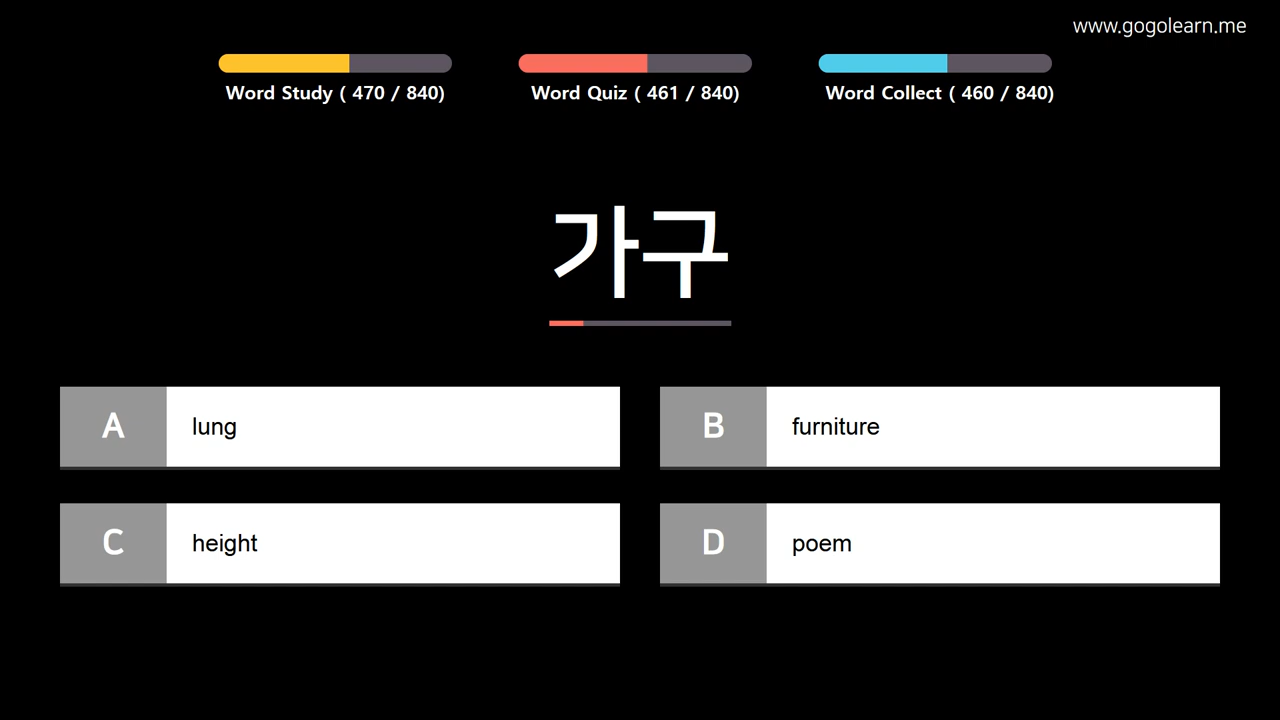 www.gogolearn.me
Word Study ( 470 / 840)
Word Quiz ( 461 / 840)
Word Collect ( 460 / 840)
가구
A
lung
B
furniture
C
height
D
poem